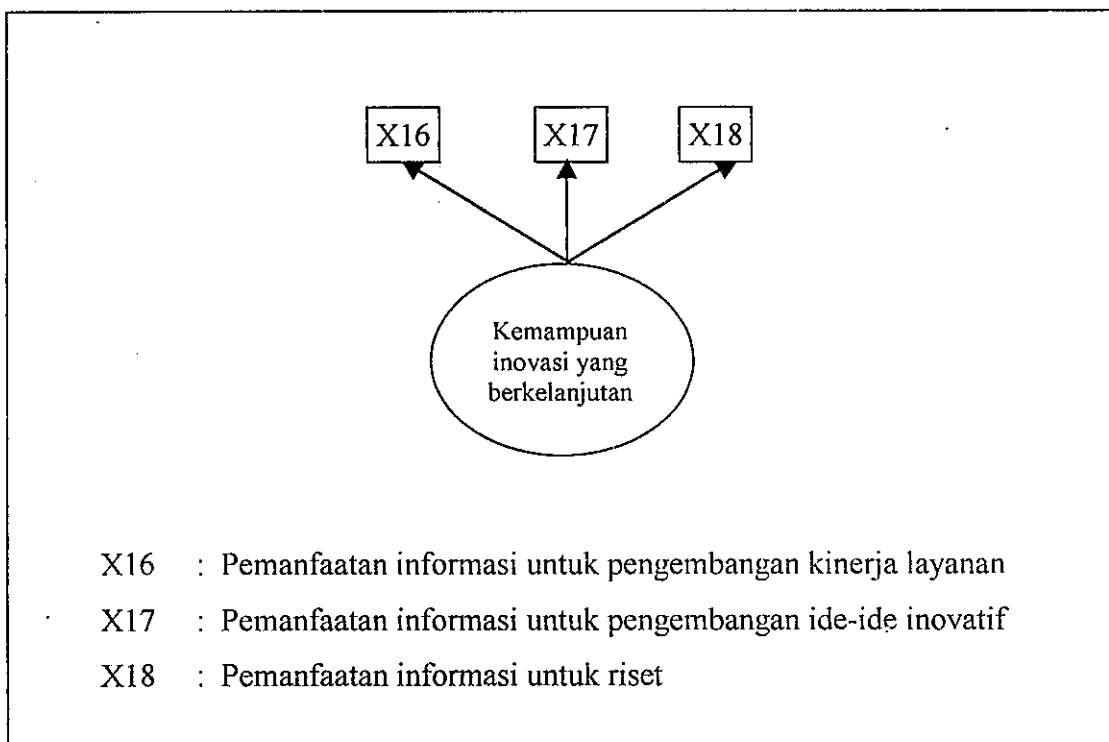 X16 X17 X18
Kemampuan
inovasi yang
berkelanjutan
X16 : Pemanfaatan informasi untuk pengembangan kinerja layanan
X17 : Pemanfaatan informasi untuk pengembangan ide-ide inovatif
X18 : Pemanfaatan informasi untuk riset